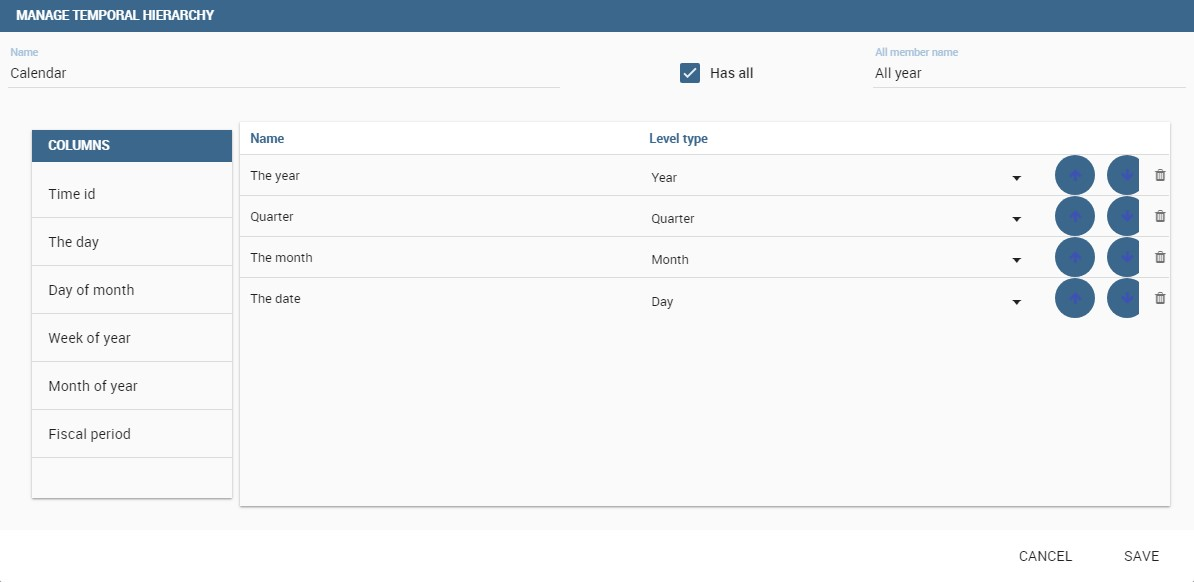 MANAGE TEMPORAL HIERARCHY
Name
Calendar
Has all
All member name
All year
COLUMNS
Time id
The day
Day of month
Week of year
Month of year
Fiscal period
Name Level type
The year Year
Quarter Quarter
The month Month
The date Day
CANCEL SAVE